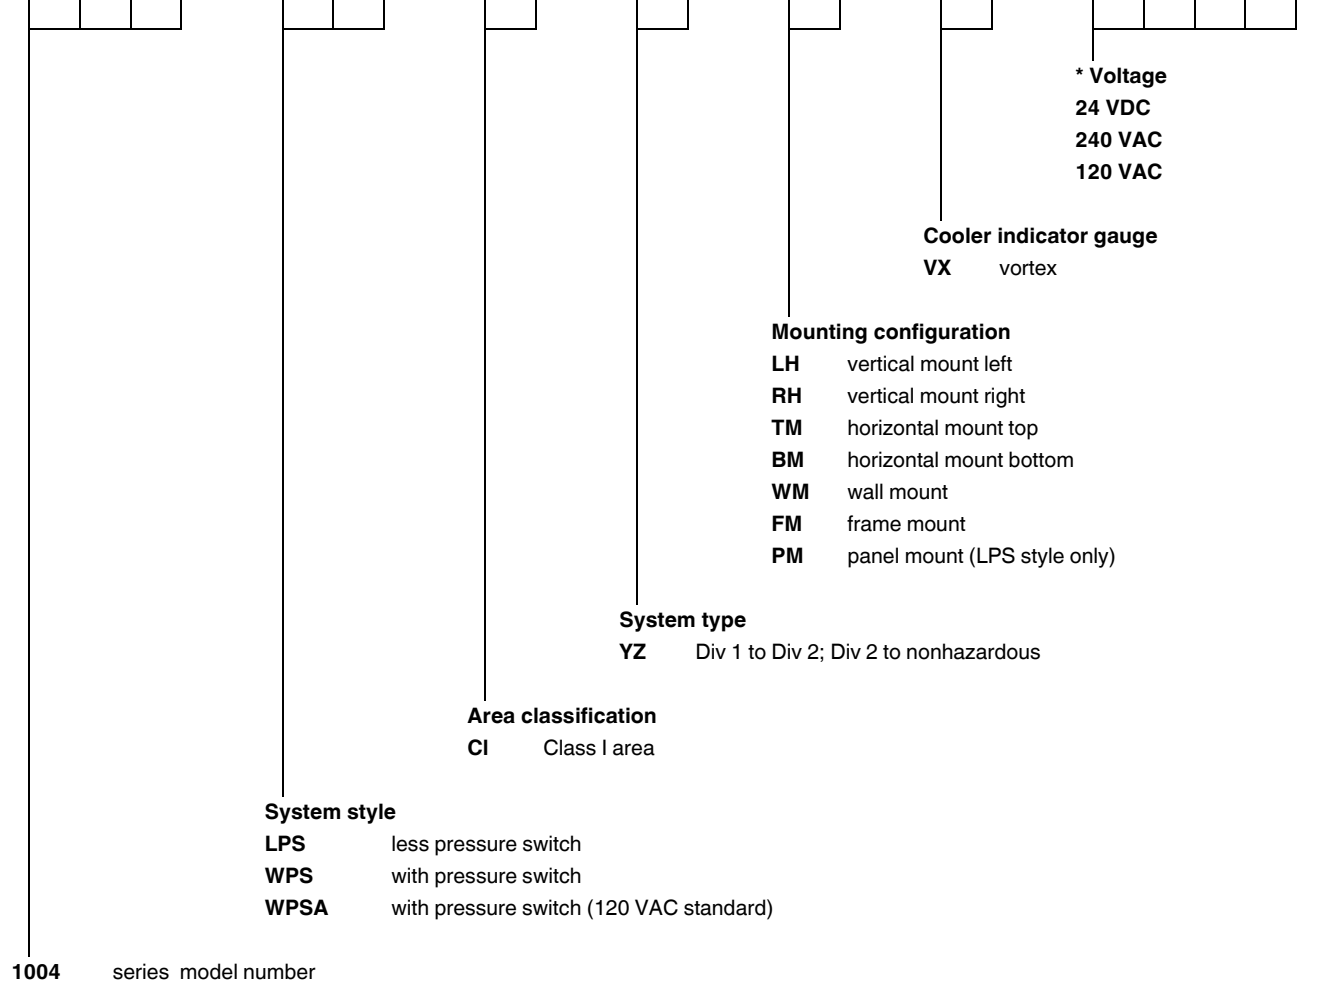 * Voltage
24 VDC
240 VAC
120 VAC
Cooler indicator gauge
VX vortex
Mounting configuration
LH vertical mount left
RH vertical mount right
TM horizontal mount top
BM horizontal mount bottom
WM wall mount
FM frame mount
PM panel mount (LPS style only)
System type
YZ Div 1 to Div 2; Div 2 to nonhazardous
Area classification
CI Class I area
System style
LPS less pressure switch
WPS with pressure switch
WPSA with pressure switch (120 VAC standard)
1004 series model number